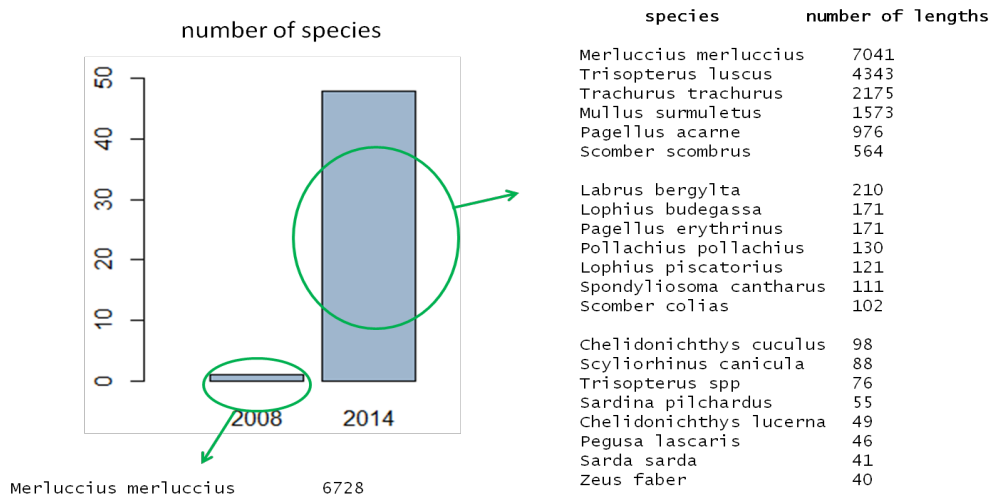 number of species
50
40
30
20
10
0
2008 2014
Merluccius merluccius 6728
species number of lengths
Merluccius merluccius 7041
Trisopterus luscus 4343
Trachurus trachurus 2175
Mullus surmuletus 1573
Pagellus acarne 976
Scomber scombrus 564
Labrus bergylta 210
Lophius budegassa 171
Pagellus erythrinus 171
Pollachius pollachius 130
Lophius piscatorius 121
Spondyliosoma cantharus 111
Scomber colias 102
Chelidonichthys cuculus 98
Scyliorhinus canicula 88
Trisopterus spp 76
Sardina pilchardus 55
Chelidonichthys lucerna 49
Pegusa lascaris 46
Sarda sarda 41
Zeus faber 40